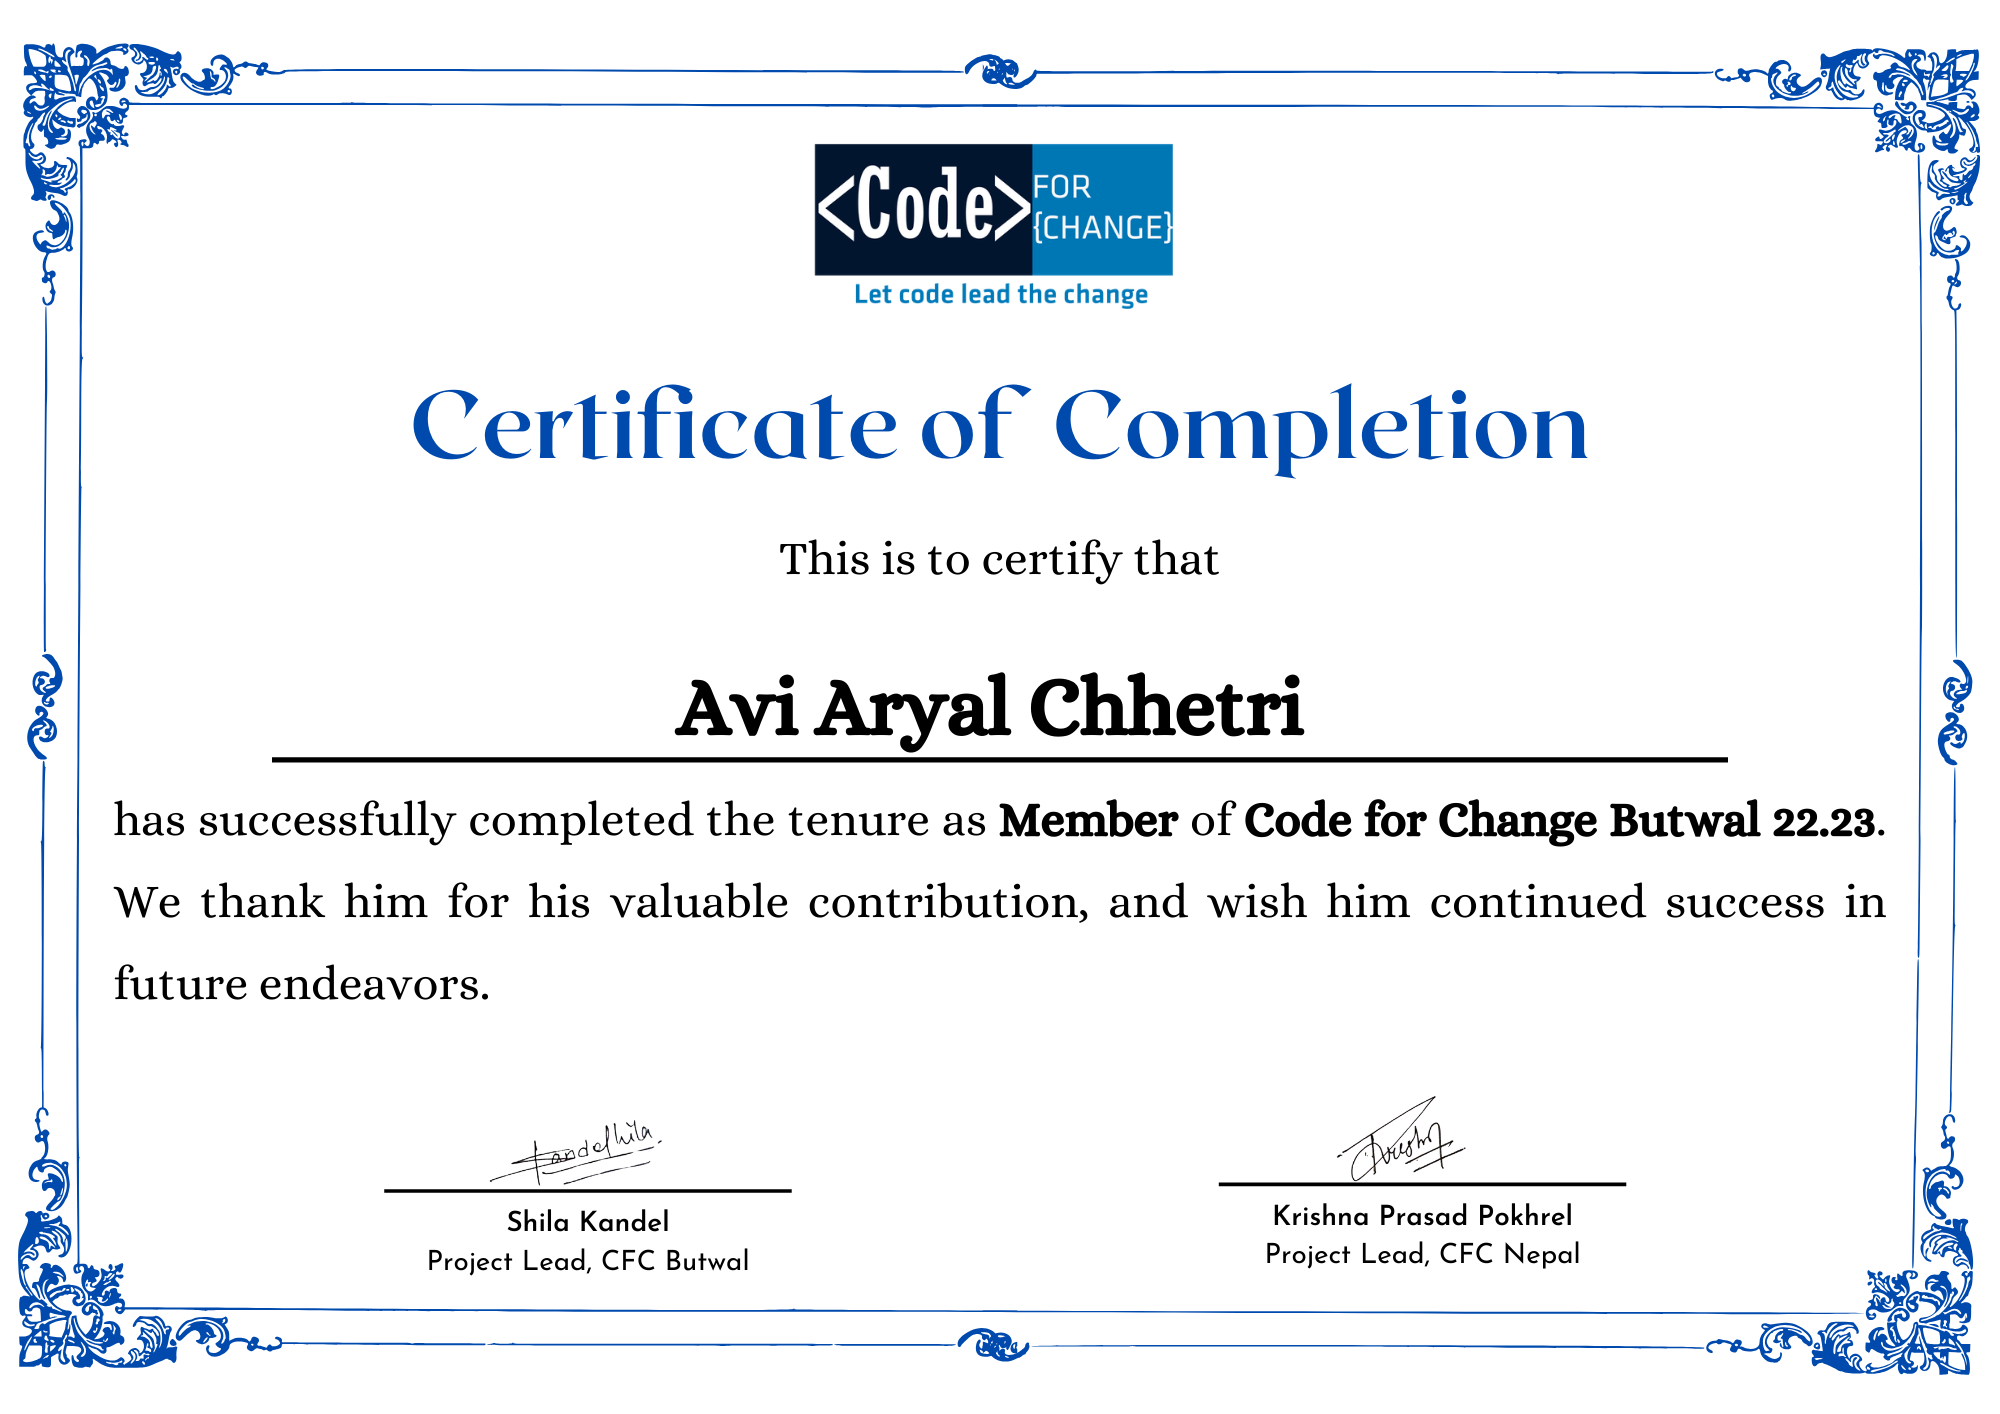 <Code> FOR
{CHANGE}
Let code lead the change
Certificate of Completion
This is to certify that
Avi Aryal Chhetri
has successfully completed the tenure as Member of Code for Change Butwal 22.23.
We thank him for his valuable contribution, and wish him continued success in
future endeavors.
Shila Kandel
Project Lead, CFC Butwal
Krishna Prasad Pokhrel
Project Lead, CFC Nepal